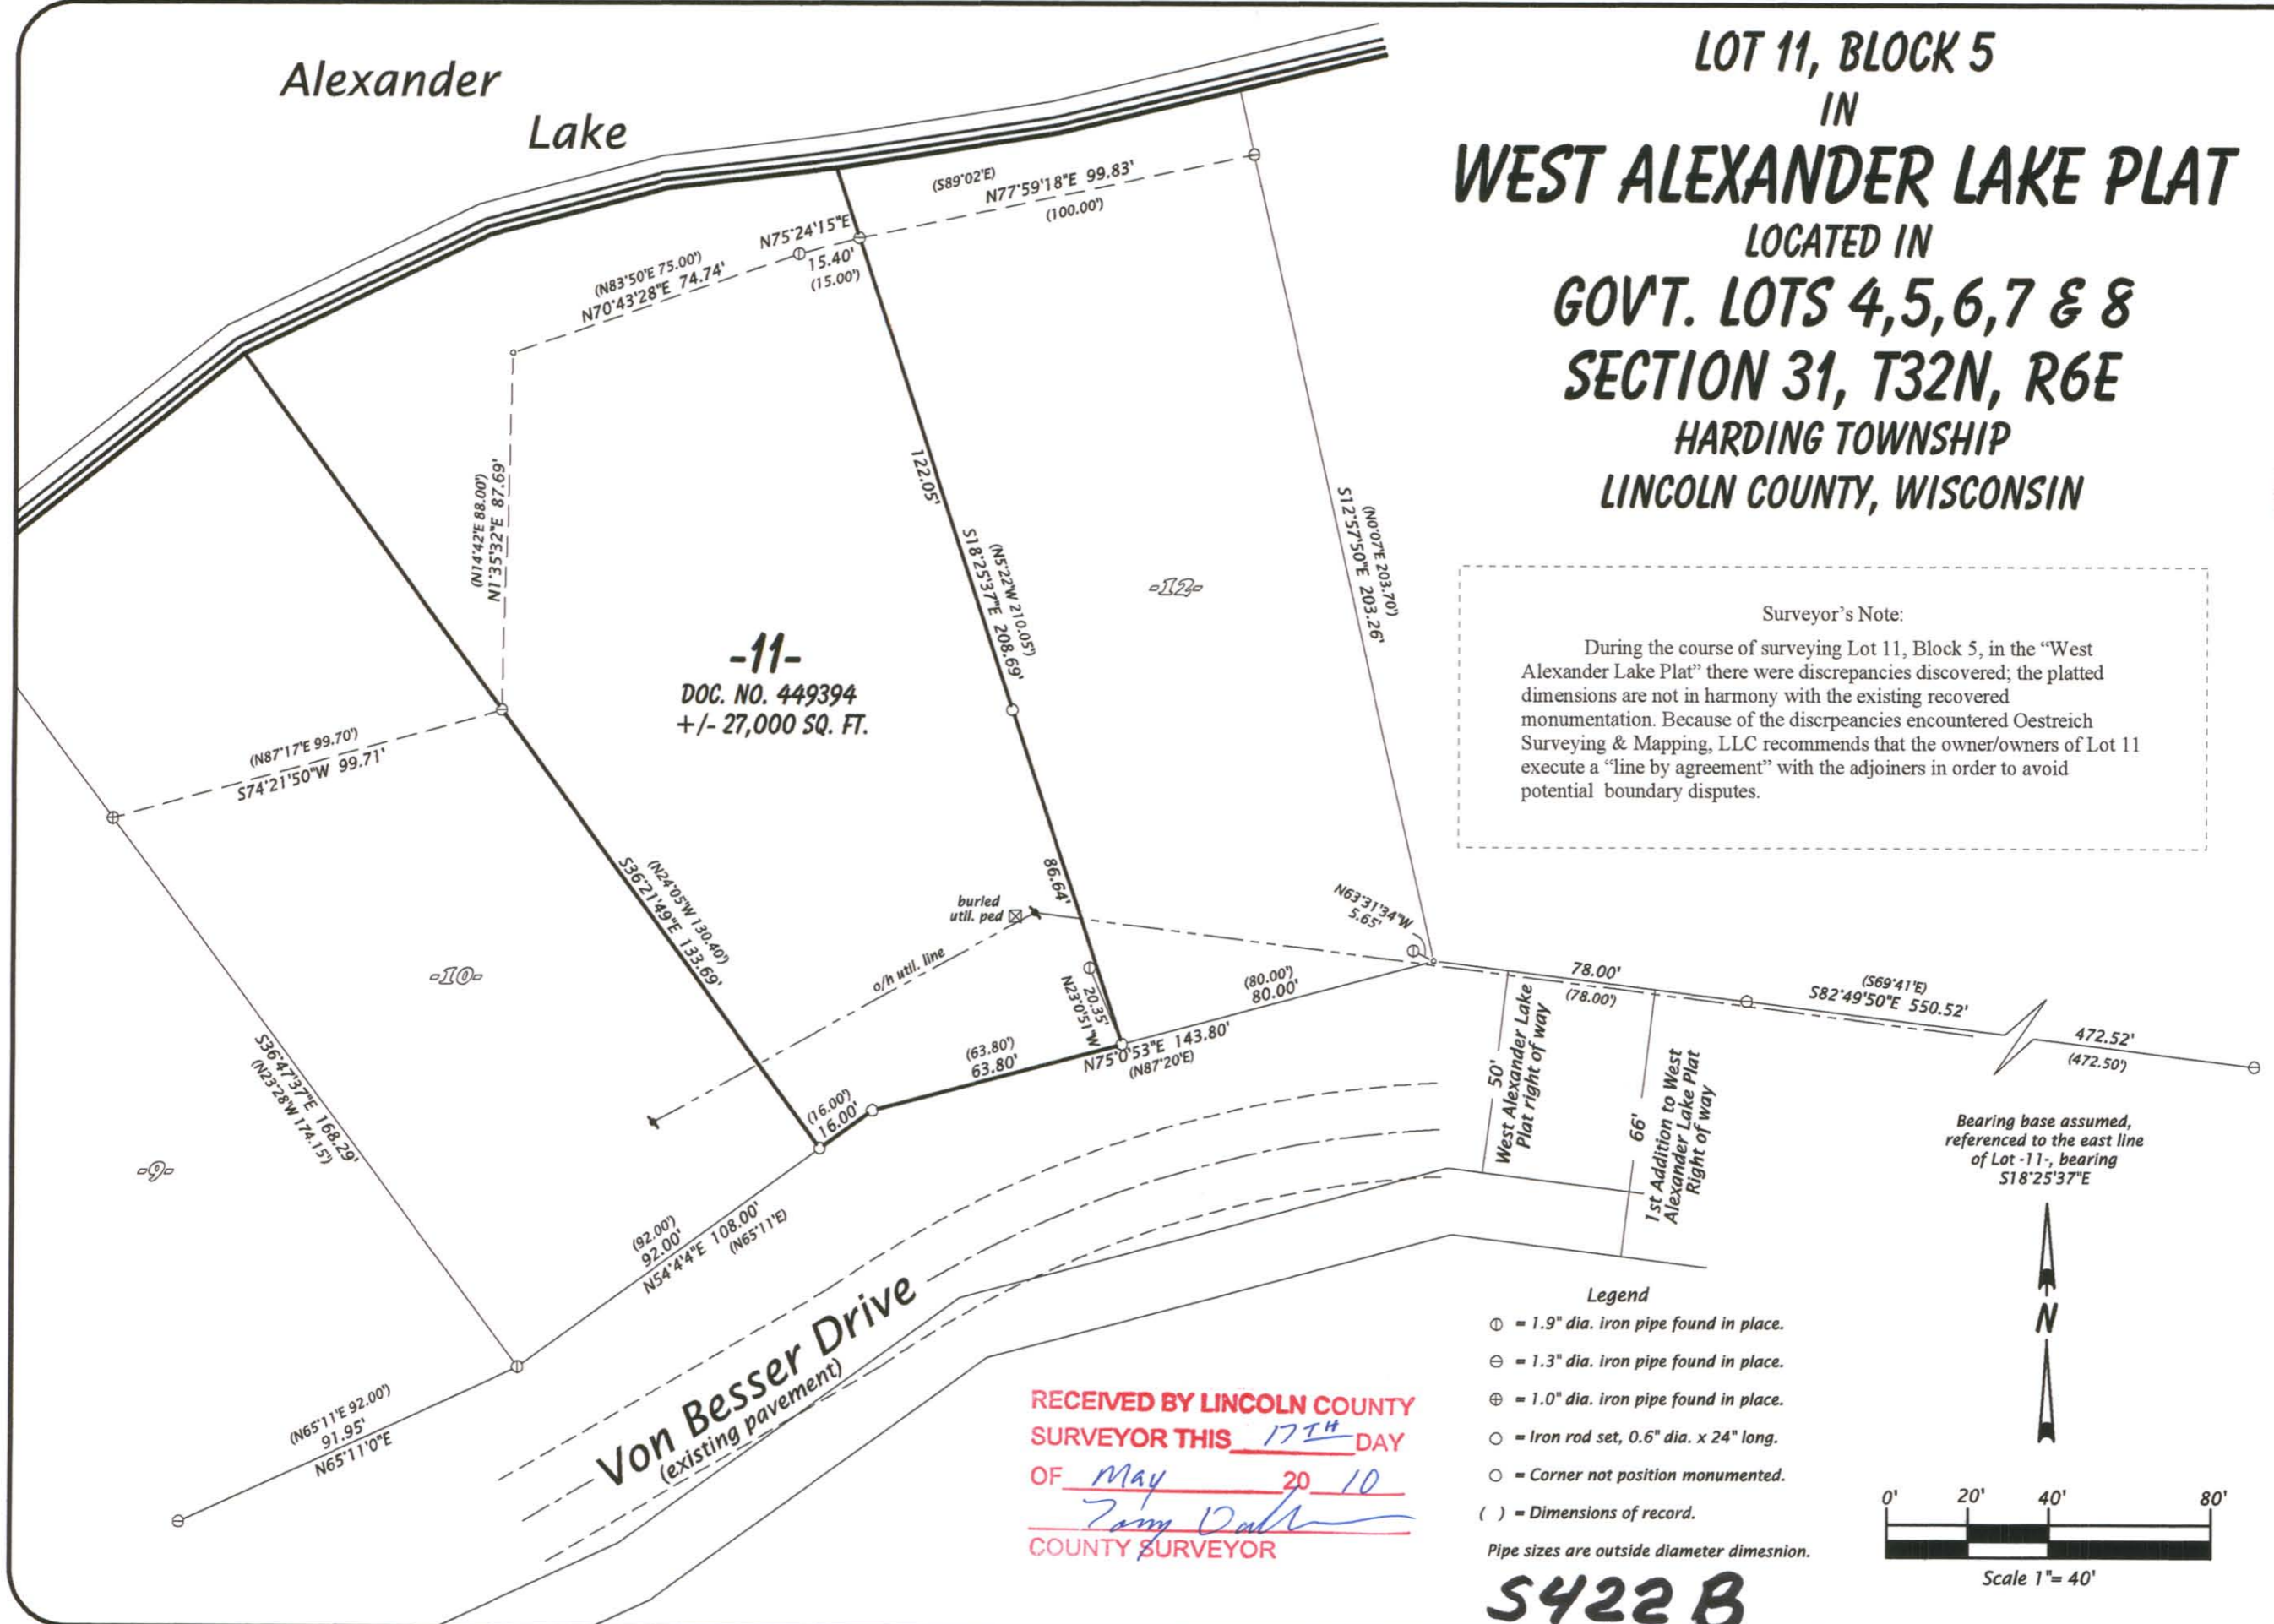 Alexander
Lake
LOT 11, BLOCK 5
IN
WEST ALEXANDER LAKE PLAT
LOCATED IN
GOV'T. LOTS 4,5,6,7 & 8
SECTION 31, T32N, R6E
HARDING TOWNSHIP
LINCOLN COUNTY, WISCONSIN
(S89°02'E)
N77°59'18"E 99.83'
(100.00')
N75°24'15"E
15.40'
(15.00')
(N83°50'E 75.00')
N70°43'28"E 74.74'
(N14°42'E 88.00')
N1°35'32"E 87.69'
122.05'
(N5°22'W 210.05')
S18°25'37"E 208.69'
86.64'
(N0°07'E 203.70')
S12°57'50"E 203.26'
-12-
-11-
DOC. NO. 449394
+/- 27,000 SQ. FT.
Surveyor's Note:
During the course of surveying Lot 11, Block 5, in the “West
Alexander Lake Plat” there were discrepancies discovered; the platted
dimensions are not in harmony with the existing recovered
monumentation. Because of the discrpeancies encountered Oestreich
Surveying & Mapping, LLC recommends that the owner/owners of Lot 11
execute a “line by agreement” with the adjoiners in order to avoid
potential boundary disputes.
(N87°17'E 99.70')
S74°21'50"W 99.71'
(N24°05'W 130.40')
S36°21'49"E 133.69'
buried
util. ped
o/h util. line
N63°31'34"W
5.65'
-10-
20.35'
N23°0'51"W
(80.00')
80.00'
78.00'
(78.00')
(S69°41'E)
S82°49'50"E 550.52'
472.52'
(472.50')
(63.80')
63.80'
N75°0'53"E 143.80'
(N87°20'E)
(16.00')
16.00'
50'
West Alexander Lake
Plat right of way
66'
1st Addition to West
Alexander Lake Plat
Right of way
S36°47'37"E 168.29'
(N23°28'W 174.15')
-9-
(92.00')
92.00'
N54°4'4"E 108.00'
(N65°11'E)
Bearing base assumed,
referenced to the east line
of Lot -11-, bearing
S18°25'37"E
N
(N65°11'E 92.00')
91.95'
N65°11'0"E
Von Besser Drive
(existing pavement)
RECEIVED BY LINCOLN COUNTY
SURVEYOR THIS 17TH DAY
OF May 20 10
COUNTY SURVEYOR
Legend
= 1.9" dia. iron pipe found in place.
= 1.3" dia. iron pipe found in place.
= 1.0" dia. iron pipe found in place.
= Iron rod set, 0.6" dia. x 24" long.
= Corner not position monumented.
( ) = Dimensions of record.
Pipe sizes are outside diameter dimesnion.
S422 B
0' 20' 40' 80'
Scale 1"= 40'